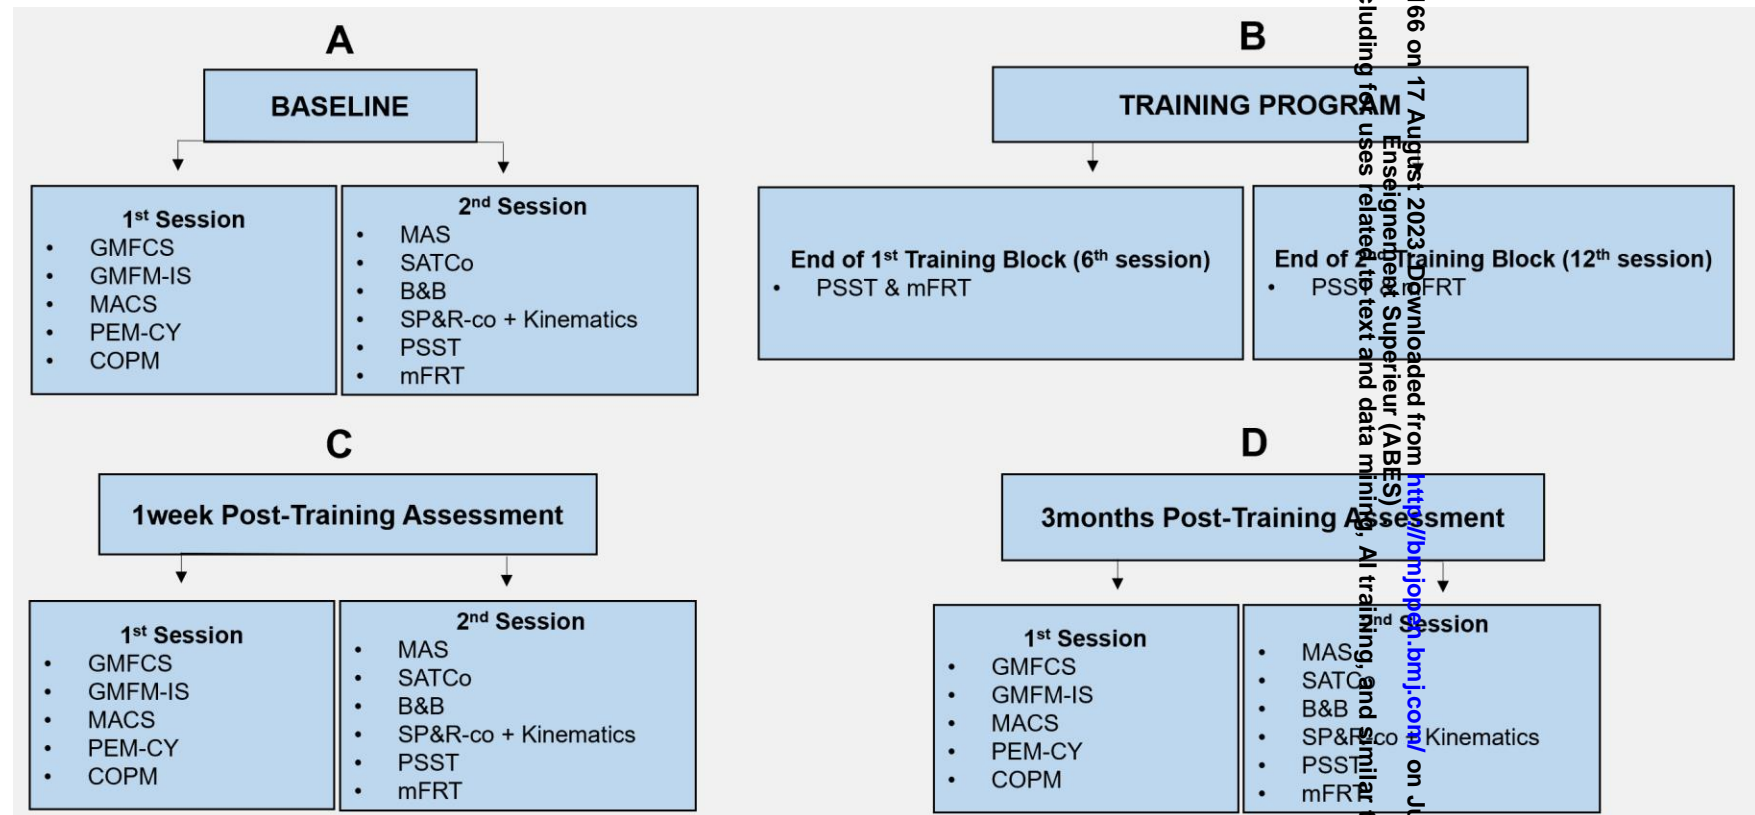 A
BASELINE
1st Session
• GMFCS
• GMFM-IS
• MACS
• PEM-CY
• COPM
2nd Session
• MAS
• SATCo
• B&B
• SP&R-co + Kinematics
• PSST
• mFRT
B
TRAINING PROGRAM
End of 1st Training Block (6th session)
• PSST & mFRT
End of 2nd Training Block (12th session)
• PSST & mFRT
C
1week Post-Training Assessment
1st Session
• GMFCS
• GMFM-IS
• MACS
• PEM-CY
• COPM
2nd Session
• MAS
• SATCo
• B&B
• SP&R-co + Kinematics
• PSST
• mFRT
D
3months Post-Training Assessment
1st Session
• GMFCS
• GMFM-IS
• MACS
• PEM-CY
• COPM
2nd Session
• MAS
• SATCo
• B&B
• SP&R-co + Kinematics
• PSST
• mFRT
166 on 17 August 2023. Downloaded from http://bmjopen.bmj.com/ on
Enseignement Superieur (ABES) .
for uses related to text and data mining, AI training, and similar